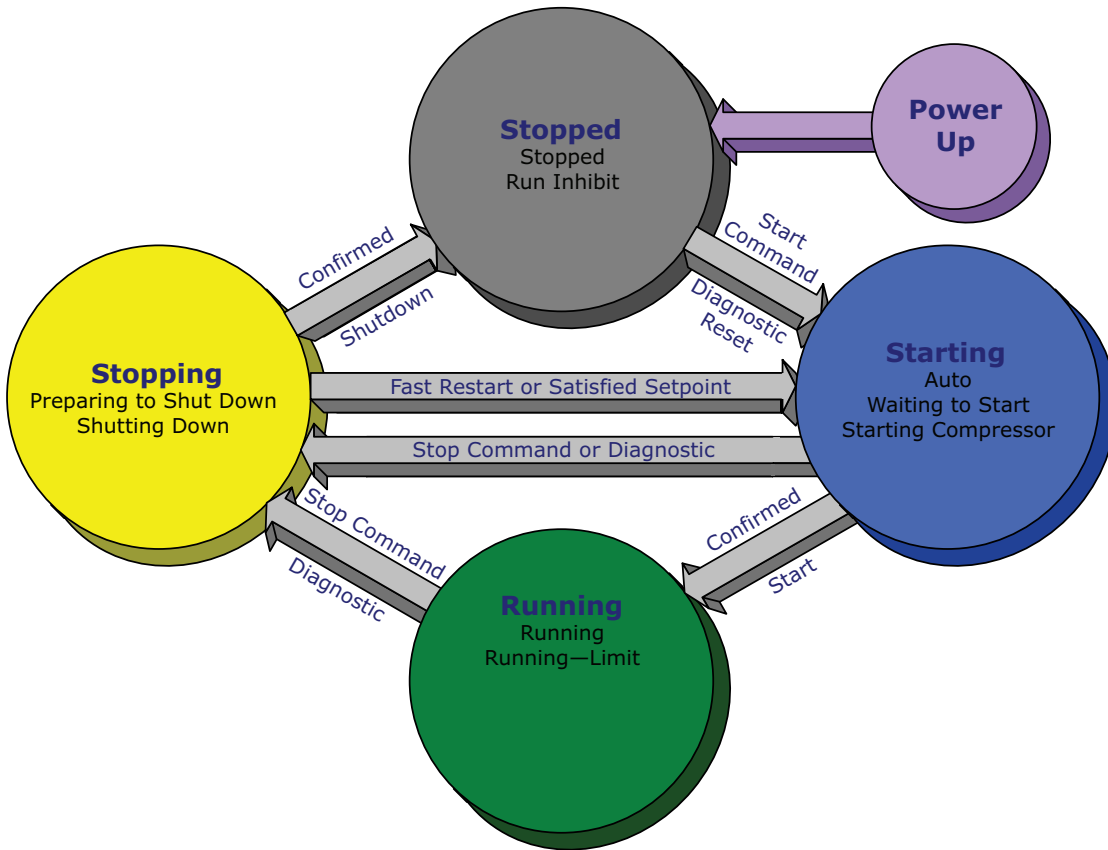 Stopped
Stopped
Run Inhibit
Power
Up
Confirmed
Shutdown
Start
Command
Diagnostic
Reset
Stopping
Preparing to Shut Down
Shutting Down
Fast Restart or Satisfied Setpoint
Stop Command or Diagnostic
Starting
Auto
Waiting to Start
Starting Compressor
Stop Command
Diagnostic
Confirmed
Start
Running
Running
Running—Limit